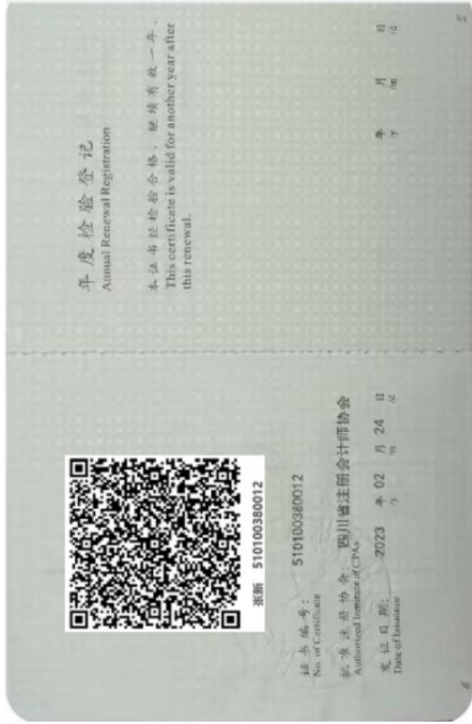 张新 510100380012
证书编号： 510100380012
No. of Certificate
批准注册协会： 四川省注册会计师协会
Authorized Institute of CPAs
发证日期： 2023 年 02 月 24 日
Date of Issuance /y /m /d
年度检验登记
Annual Renewal Registration
本证书经检验合格，继续有效一年。
This certificate is valid for another year after
this renewal.
年 月 日
/y /m /d